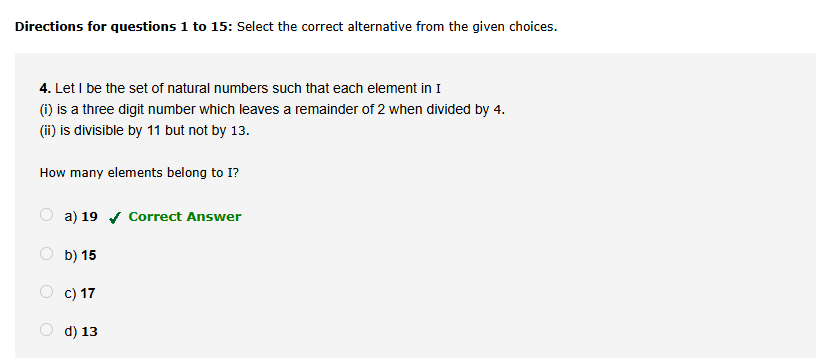 Directions for questions 1 to 15: Select the correct alternative from the given choices.
4. Let I be the set of natural numbers such that each element in I
(i) is a three digit number which leaves a remainder of 2 when divided by 4.
(ii) is divisible by 11 but not by 13.
How many elements belong to I?
a) 19 ✓ Correct Answer
b) 15
c) 17
d) 13